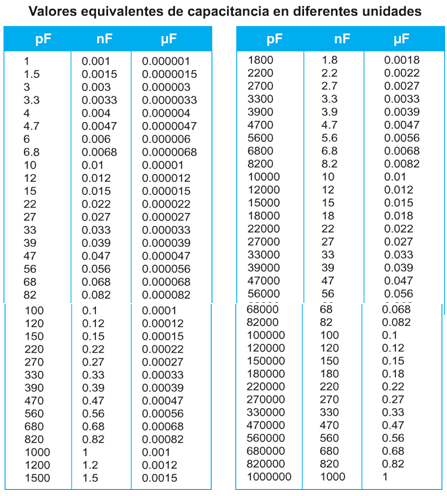 Valores equivalentes de capacitancia en diferentes unidades
pF nF µF
1 0.001 0.000001
1.5 0.0015 0.0000015
3 0.003 0.000003
3.3 0.0033 0.0000033
4 0.004 0.000004
4.7 0.0047 0.0000047
6 0.006 0.000006
6.8 0.0068 0.0000068
10 0.01 0.00001
12 0.012 0.000012
15 0.015 0.000015
22 0.022 0.000022
27 0.027 0.000027
33 0.033 0.000033
39 0.039 0.000039
47 0.047 0.000047
56 0.056 0.000056
68 0.068 0.000068
82 0.082 0.000082
100 0.1 0.0001
120 0.12 0.00012
150 0.15 0.00015
220 0.22 0.00022
270 0.27 0.00027
330 0.33 0.00033
390 0.39 0.00039
470 0.47 0.00047
560 0.56 0.00056
680 0.68 0.00068
820 0.82 0.00082
1000 1 0.001
1200 1.2 0.0012
1500 1.5 0.0015
pF nF µF
1800 1.8 0.0018
2200 2.2 0.0022
2700 2.7 0.0027
3300 3.3 0.0033
3900 3.9 0.0039
4700 4.7 0.0047
5600 5.6 0.0056
6800 6.8 0.0068
8200 8.2 0.0082
10000 10 0.01
12000 12 0.012
15000 15 0.015
18000 18 0.018
22000 22 0.022
27000 27 0.027
33000 33 0.033
39000 39 0.039
47000 47 0.047
56000 56 0.056
68000 68 0.068
82000 82 0.082
100000 100 0.1
120000 120 0.12
150000 150 0.15
180000 180 0.18
220000 220 0.22
270000 270 0.27
330000 330 0.33
470000 470 0.47
560000 560 0.56
680000 680 0.68
820000 820 0.82
1000000 1000 1